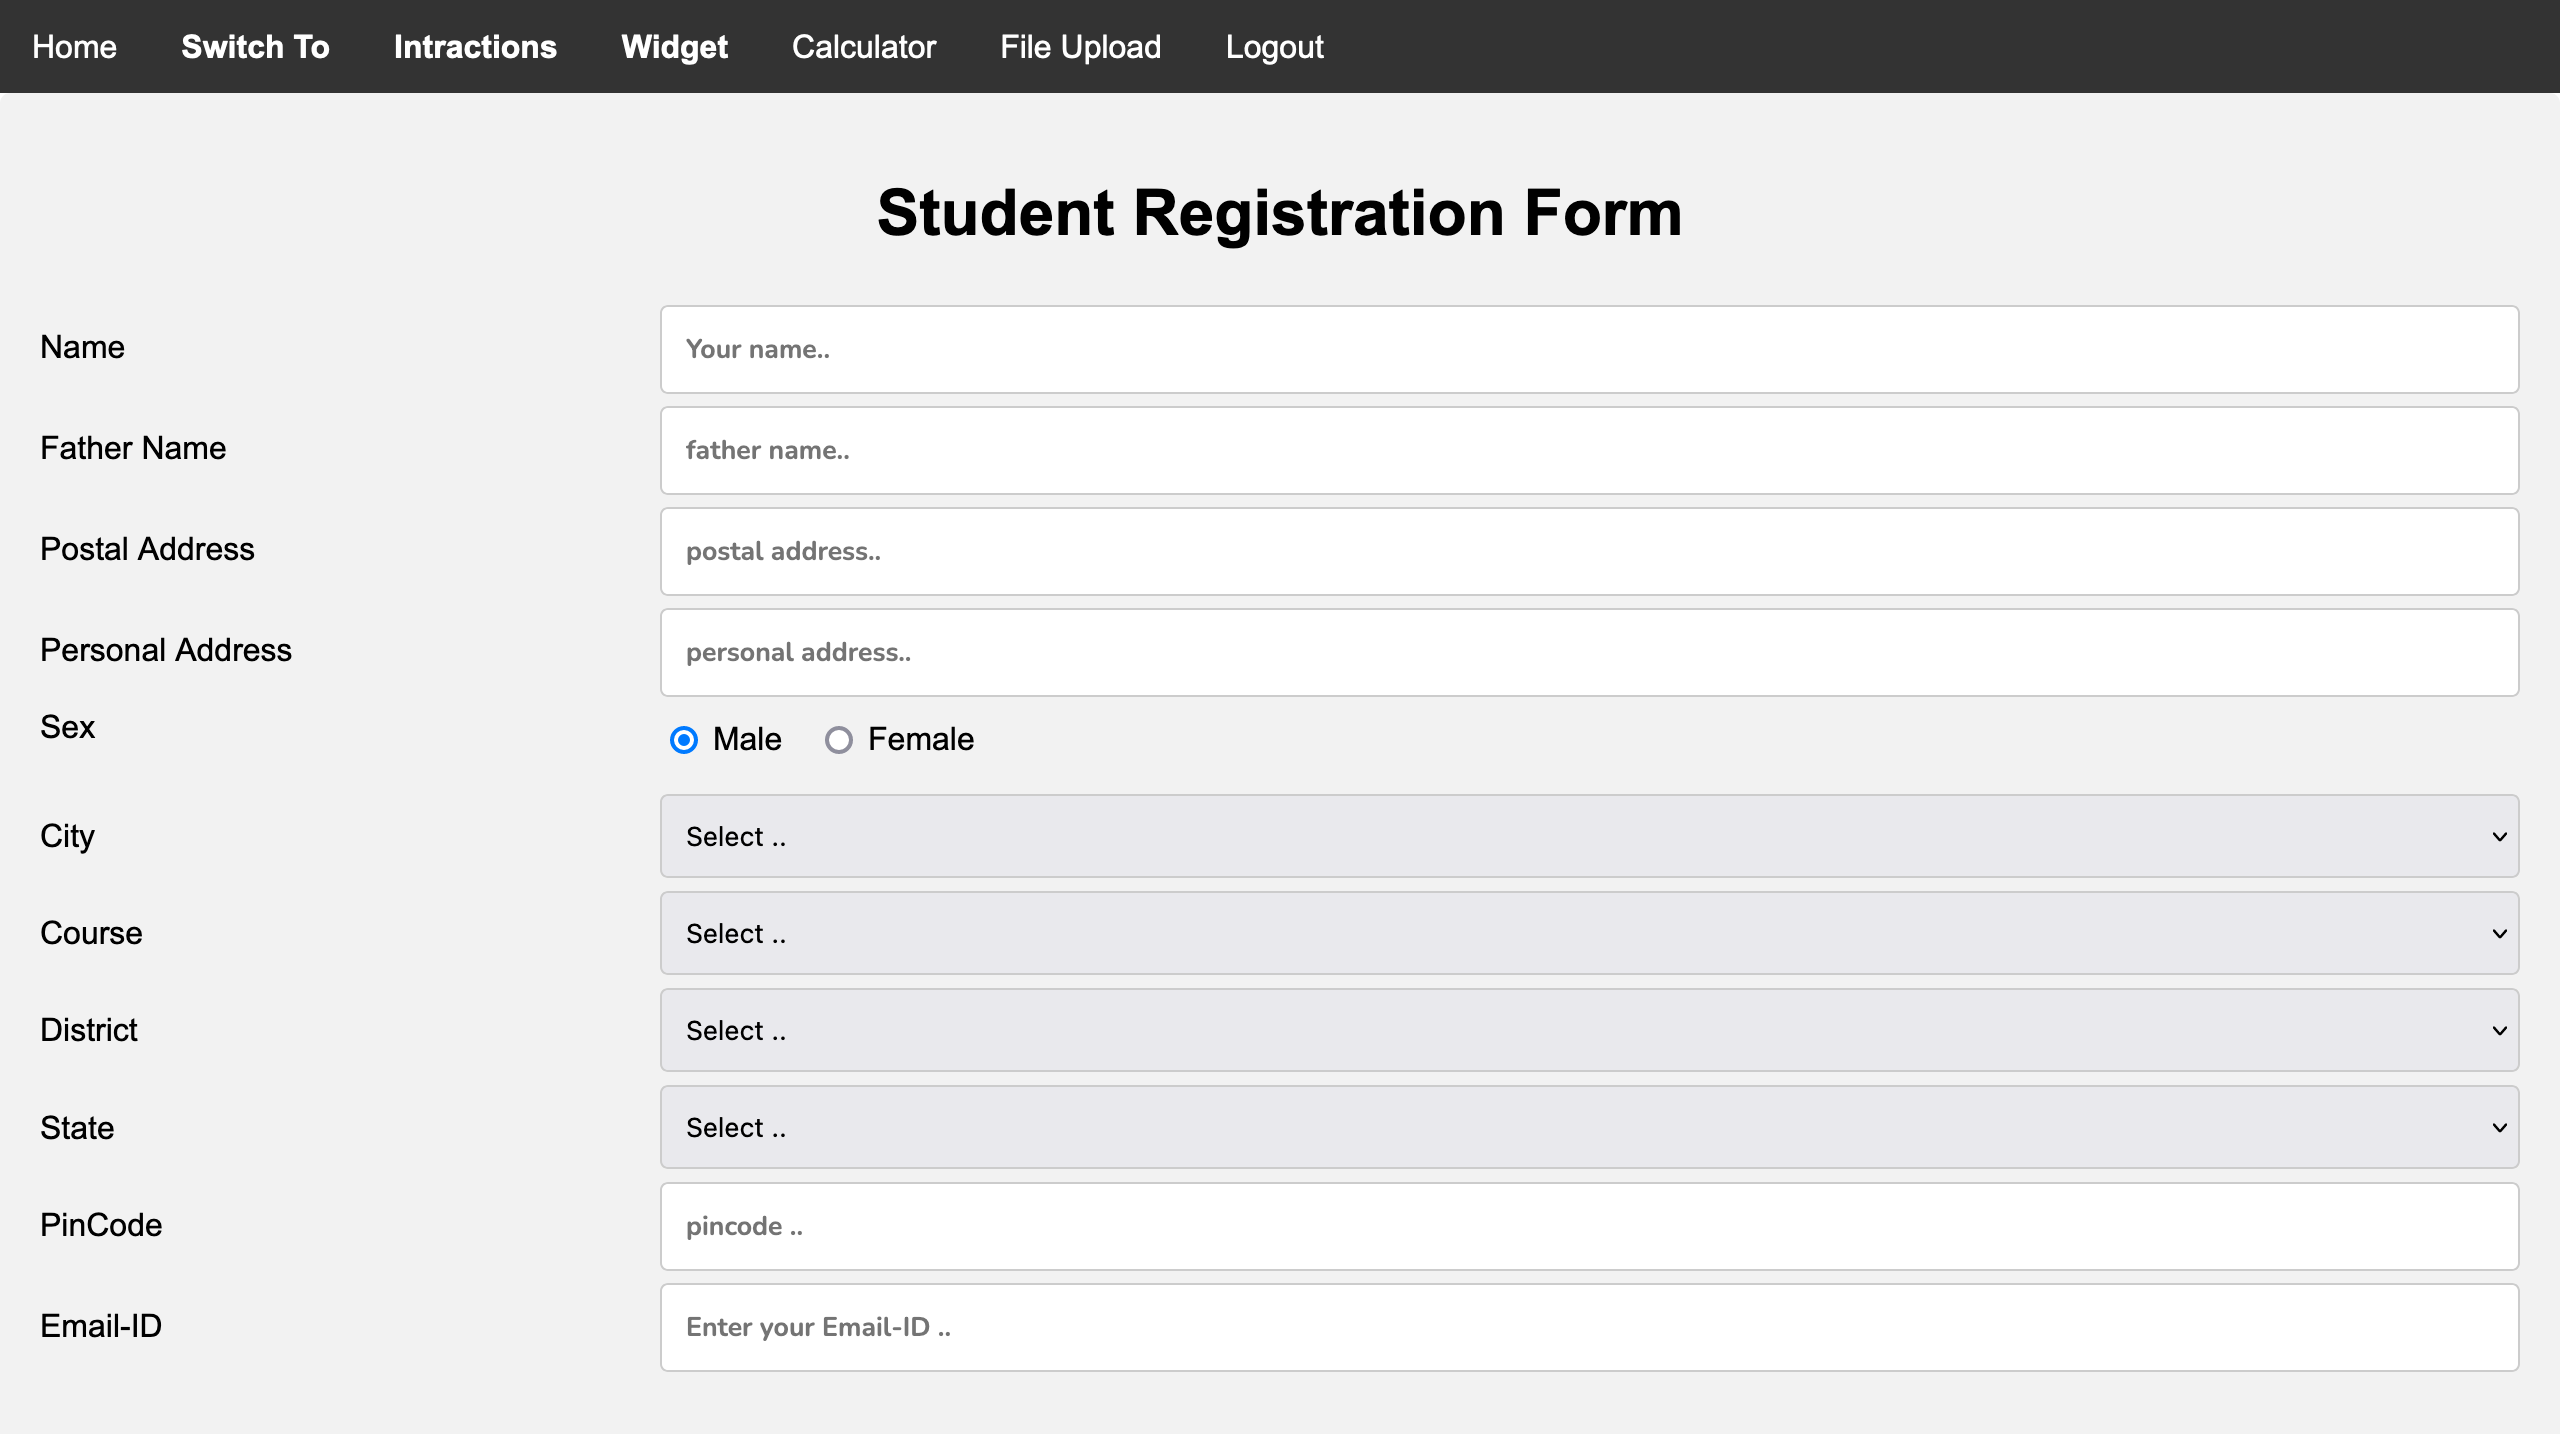 Home Switch To Intractions Widget Calculator File Upload Logout
Student Registration Form
Name Your name..
Father Name father name..
Postal Address postal address..
Personal Address personal address..
Sex Male Female
City Select ..
Course Select ..
District Select ..
State Select ..
PinCode pincode ..
Email-ID Enter your Email-ID ..